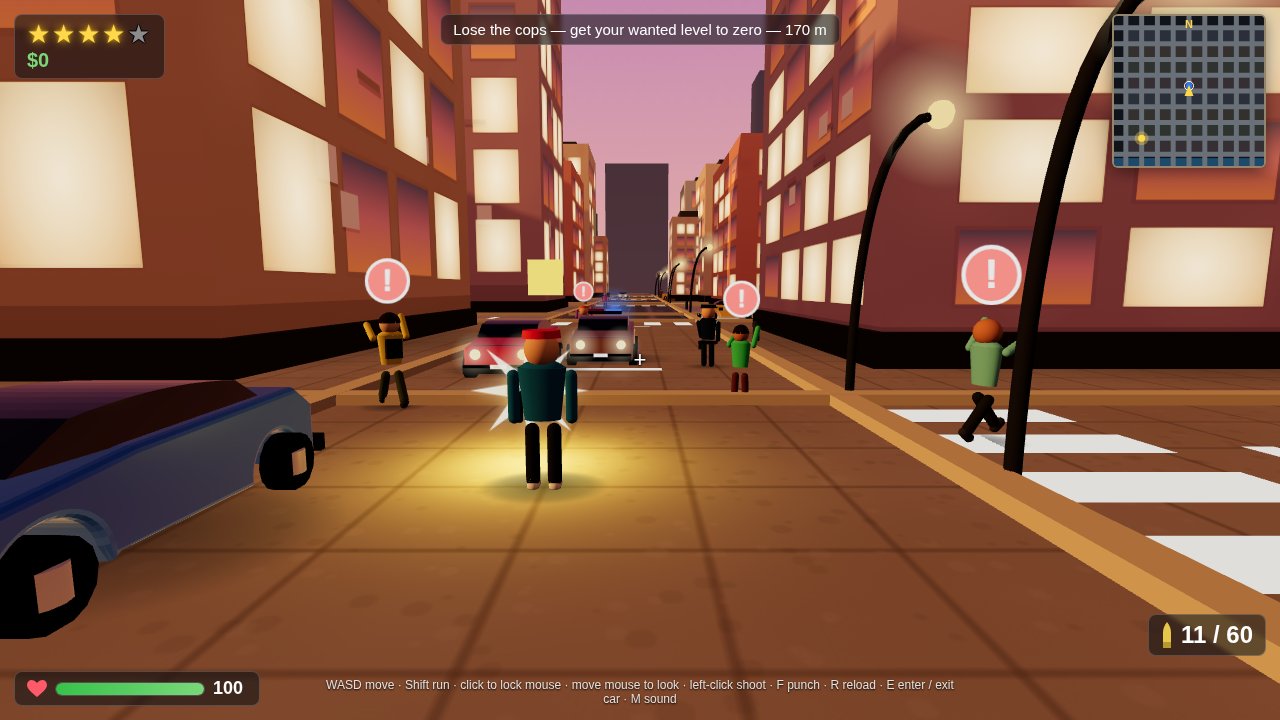 Lose the cops — get your wanted level to zero — 170 m
$0
N
!
!
!
!
11 / 60
100
WASD move · Shift run · click to lock mouse · move mouse to look · left-click shoot · F punch · R reload · E enter / exit
car · M sound